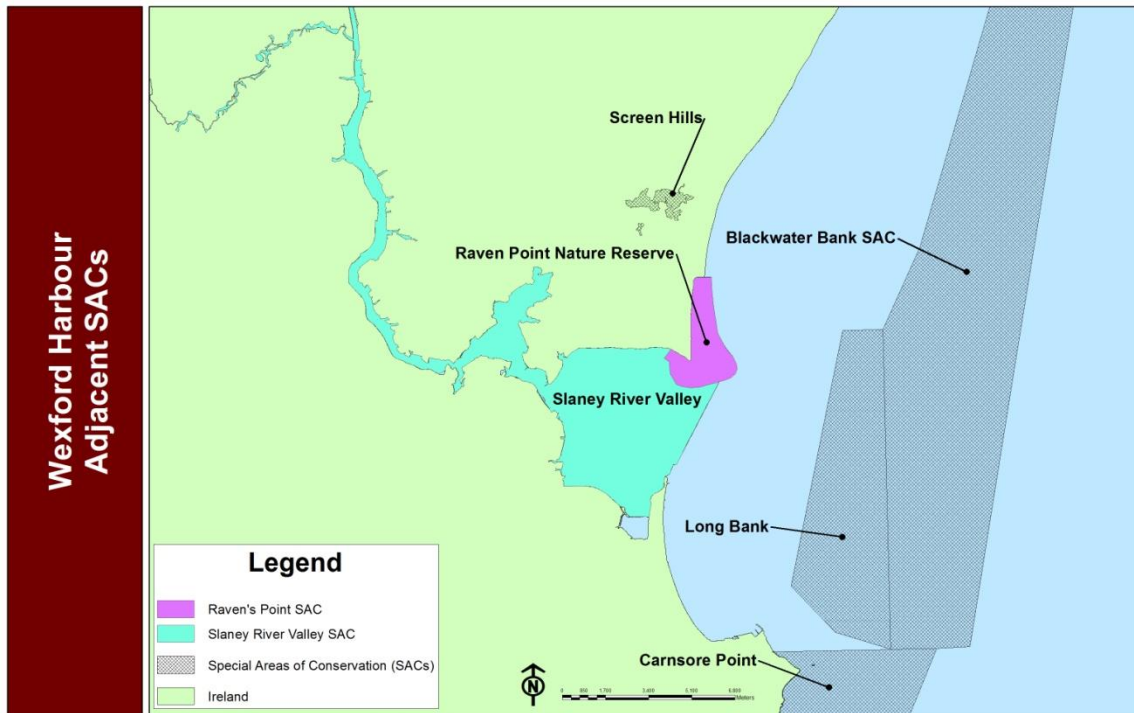 Wexford Harbour
Adjacent SACs
Screen Hills
Blackwater Bank SAC
Raven Point Nature Reserve
Slaney River Valley
Long Bank
Carnsore Point
Legend
Raven's Point SAC
Slaney River Valley SAC
Special Areas of Conservation (SACs)
Ireland
N
0
Meters